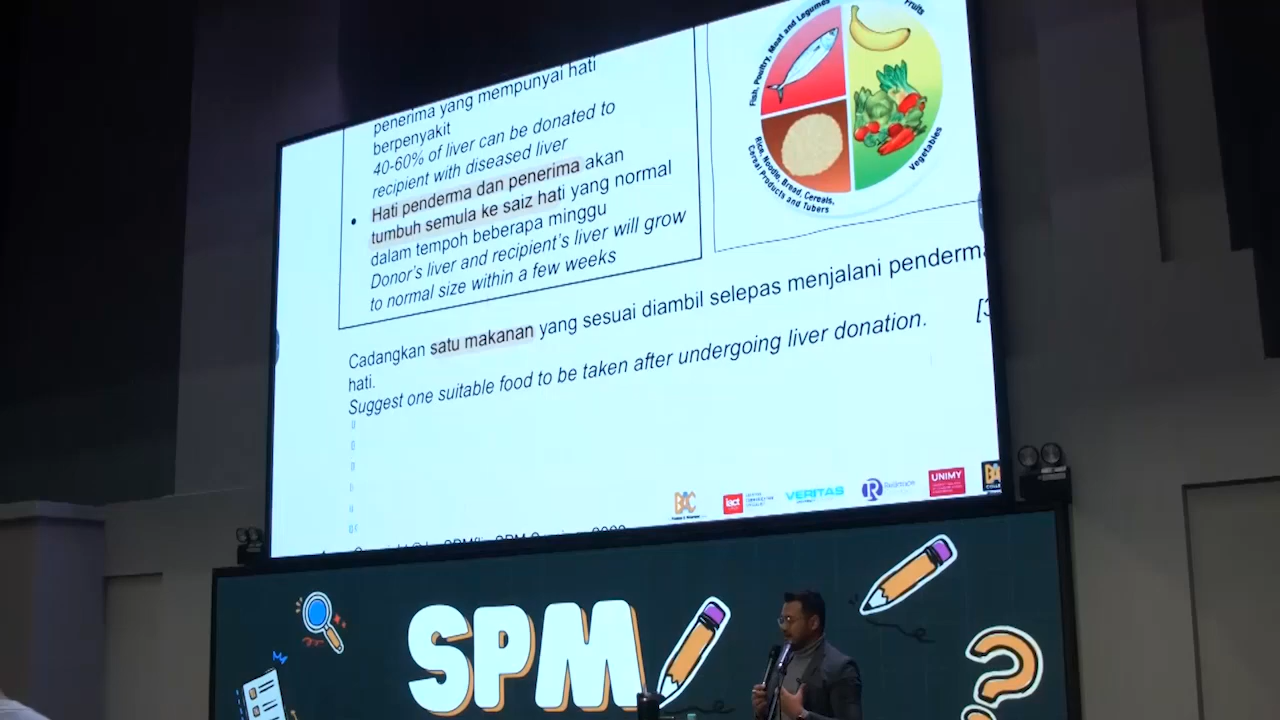 penerima yang mempunyai hati
berpenyakit
40-60% of liver can be donated to
recipient with diseased liver
• Hati penderma dan penerima akan
tumbuh semula ke saiz hati yang normal
dalam tempoh beberapa minggu
Donor's liver and recipient's liver will grow
to normal size within a few weeks
Fish, Poultry, Meat and Legumes
Fruits
Vegetables
Rice, Noodle, Bread, Cereals,
Cereal Products and Tubers
Cadangkan satu makanan yang sesuai diambil selepas menjalani
hati.
[3
Suggest one suitable food to be taken after undergoing liver donation.
BAC
iact
VERITAS
UNIMY
SPM